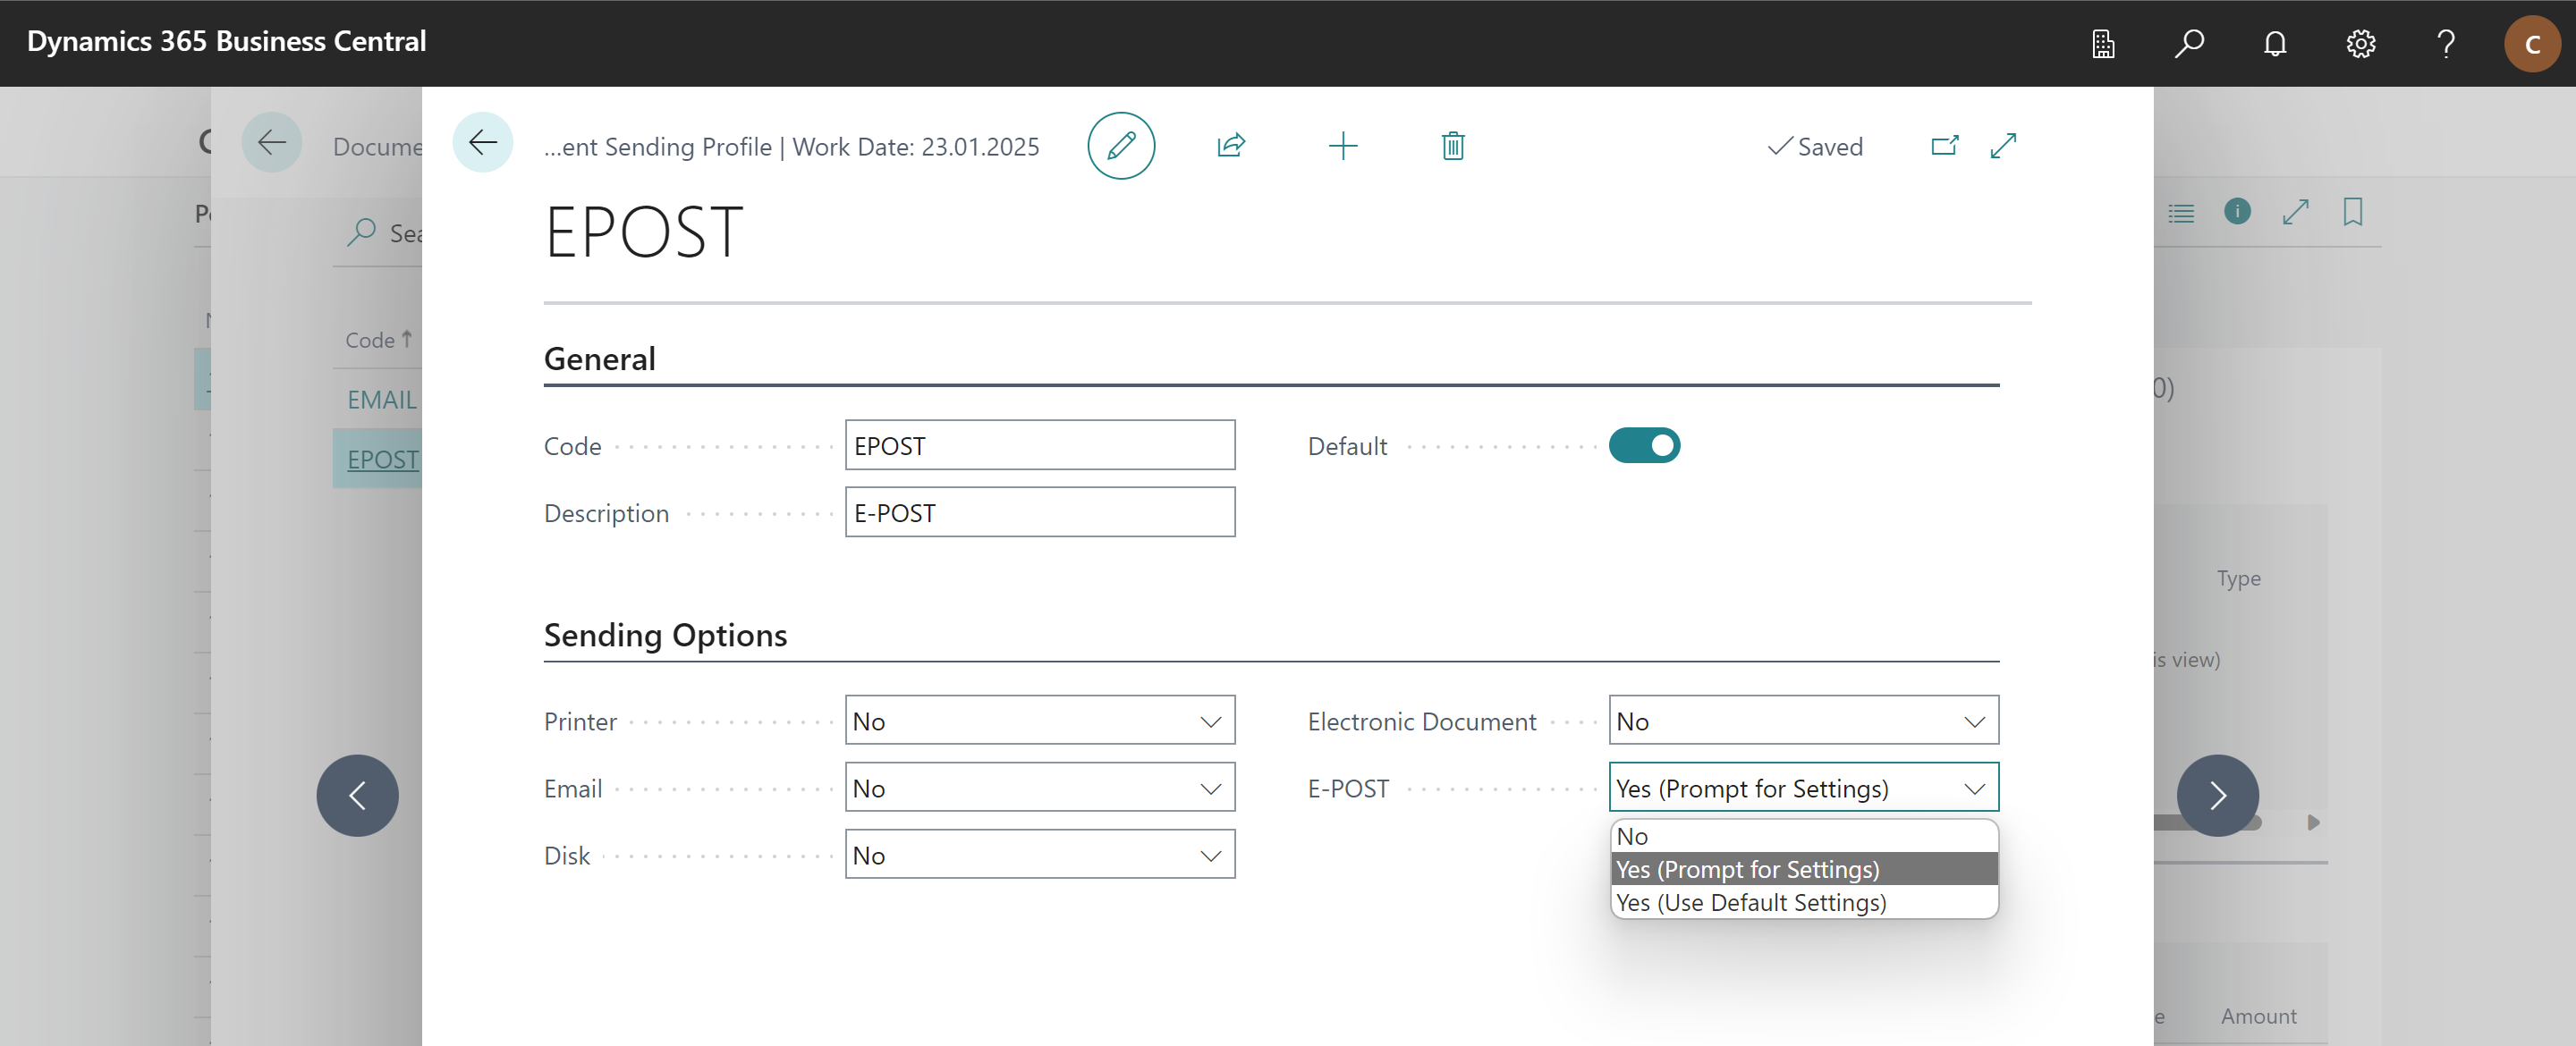 Dynamics 365 Business Central
C
Docume
...ent Sending Profile | Work Date: 23.01.2025
Saved
EPOST
Sea
Code ↑
EMAIL
EPOST
General
Code
EPOST
Default
Description
E-POST
Sending Options
Printer
No
Electronic Document
No
Email
No
E-POST
Yes (Prompt for Settings)
Disk
No
No
Yes (Prompt for Settings)
Yes (Use Default Settings)
0)
Type
is view)
e
Amount